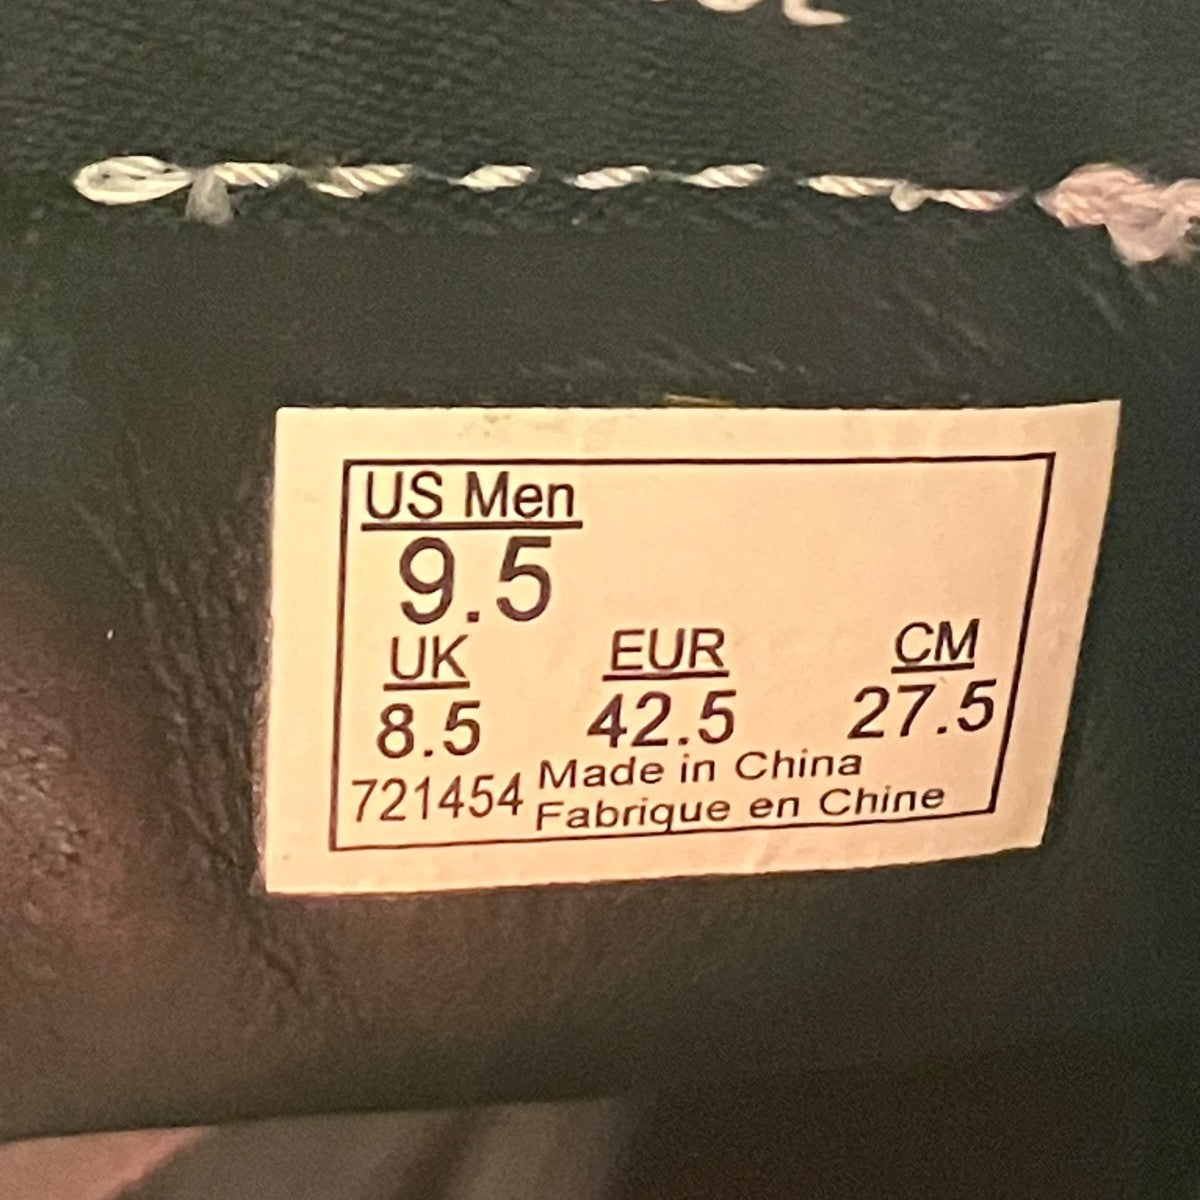 US Men
9.5
UK EUR CM
8.5 42.5 27.5
721454 Made in China
Fabrique en Chine